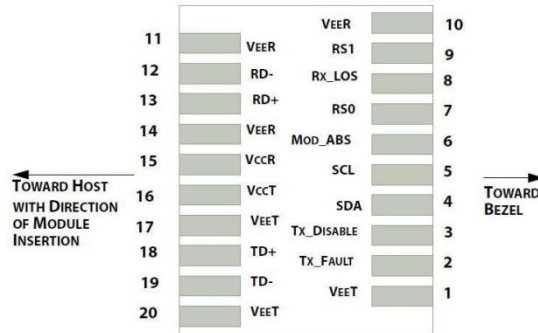 11 VEER
12 RD-
13 RD+
14 VEER
15 VCCR
16 VCCT
17 VEET
18 TD+
19 TD-
20 VEET
VEER 10
RS1 9
RX_LOS 8
RS0 7
MOD_ABS 6
SCL 5
SDA 4
TX_DISABLE 3
TX_FAULT 2
VEET 1
TOWARD HOST
WITH DIRECTION
OF MODULE
INSERTION
TOWARD
BEZEL